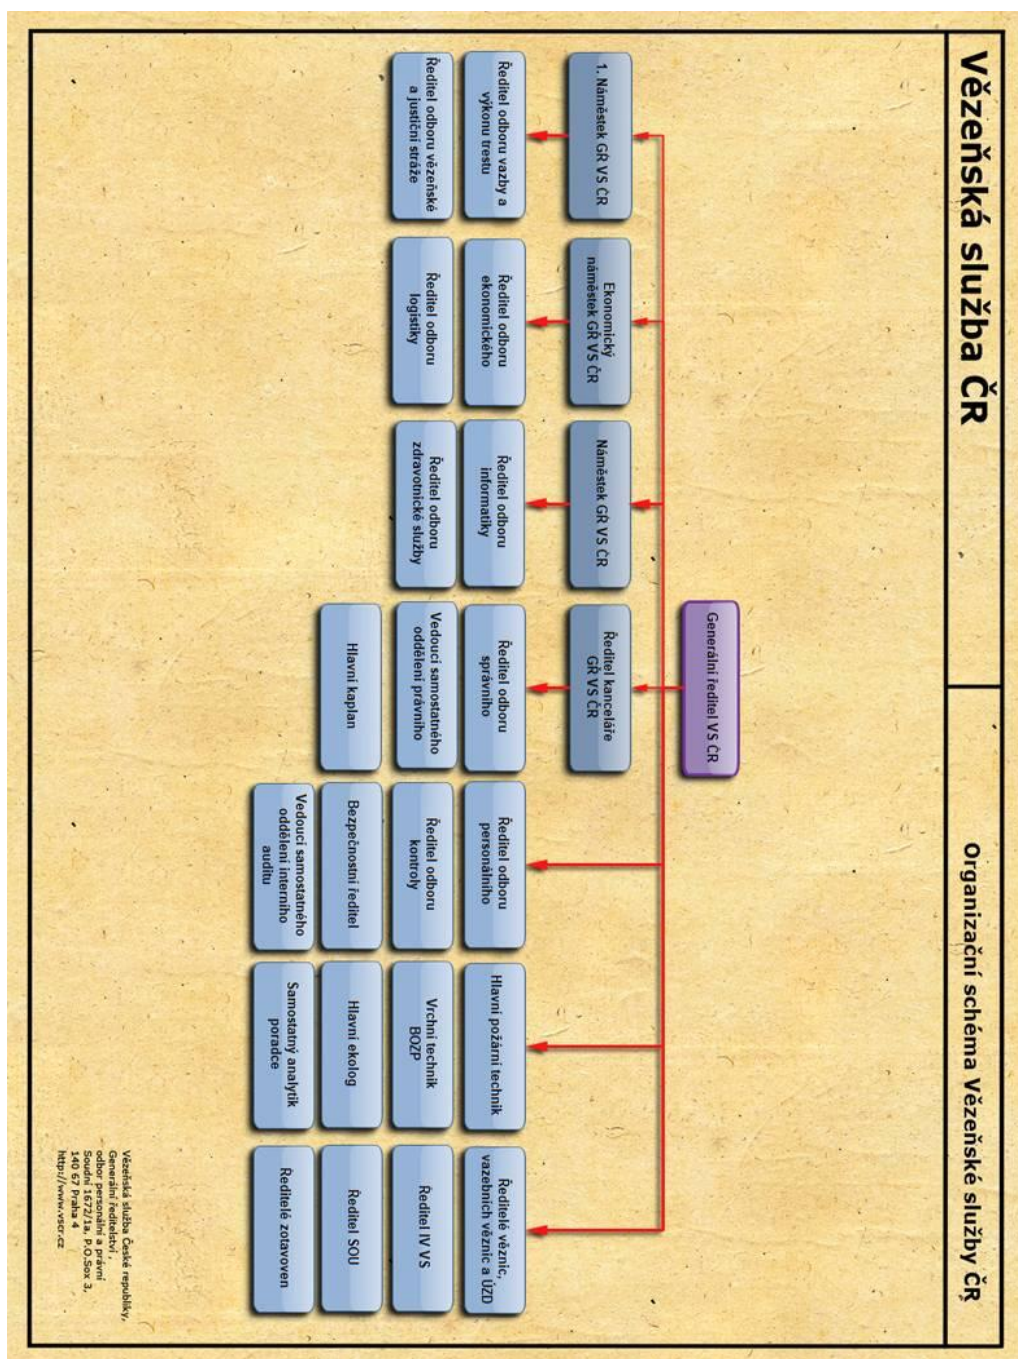 Vězeňská služba ČR
Organizační schéma Vězeňské služby ČR
Generální ředitel VS ČR
1. Náměstek GŘ VS ČR
Ekonomický
náměstek GŘ VS ČR
Náměstek GŘ VS ČR
Ředitel kanceláře
GŘ VS ČR
Ředitel odboru vazby a
výkonu trestu
Ředitel odboru
ekonomického
Ředitel odboru
informatiky
Ředitel odboru
správního
Ředitel odboru
personálního
Hlavní požární technik
Ředitelé věznic,
vazebních věznic a ÚZD
Ředitel odboru vězeňské
a justiční stráže
Ředitel odboru
logistiky
Ředitel odboru
zdravotnické služby
Vedoucí samostatného
oddělení právního
Ředitel odboru
kontroly
Vrchní technik
BOZP
Ředitel IV VS
Hlavní kaplan
Bezpečnostní ředitel
Hlavní ekolog
Ředitel SOU
Vedoucí samostatného
oddělení interního
auditu
Samostatný analytik
poradce
Ředitelé zotavoven
Vězeňská služba České republiky,
Generální ředitelství ,
odbor personální a právní
Soudní 1672/1a, P.O.Box 3,
140 67 Praha 4
http://www.vscr.cz